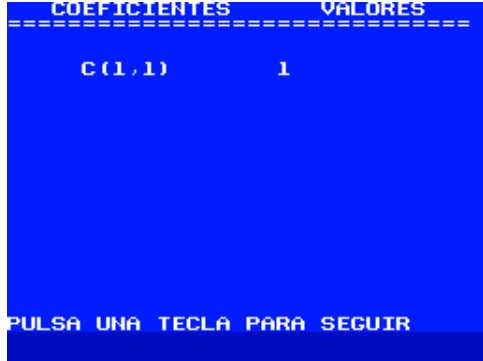 COEFICIENTES VALORES
==============================
C(1,1) 1
PULSA UNA TECLA PARA SEGUIR